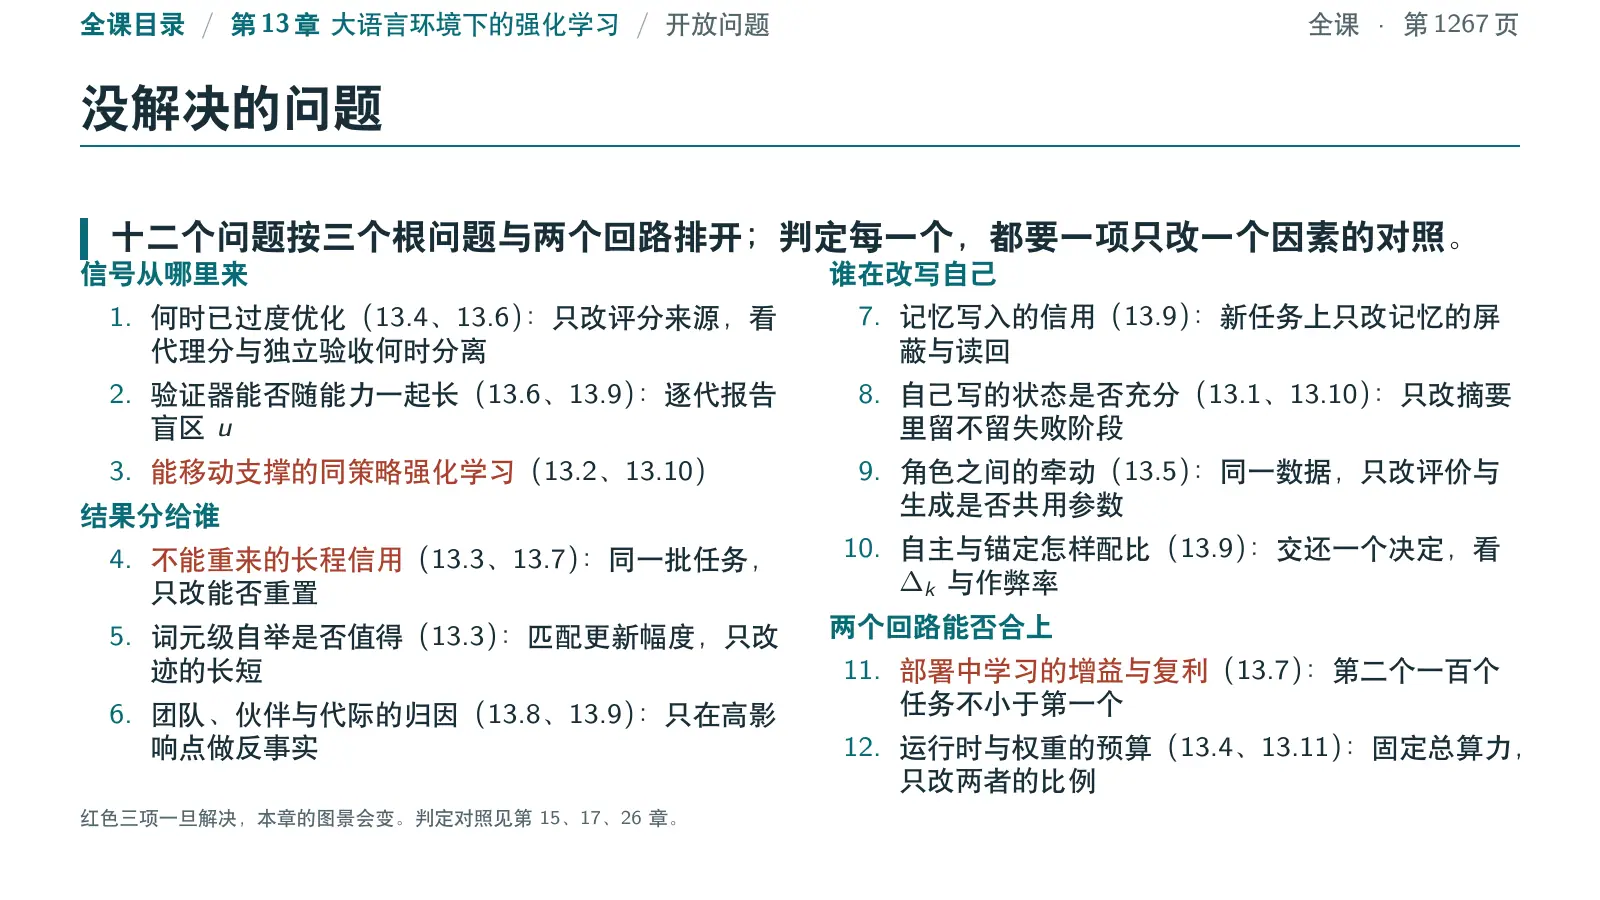 全课目录 / 第 13 章 大语言环境下的强化学习 / 开放问题
全课 · 第 1267 页
没解决的问题
十二个问题按三个根问题与两个回路排开；判定每一个，都要一项只改一个因素的对照。
信号从哪里来
1. 何时已过度优化（13.4、13.6）：只改评分来源，看
代理分与独立验收何时分离
2. 验证器能否随能力一起长（13.6、13.9）：逐代报告
盲区 u
3. 能移动支撑的同策略强化学习（13.2、13.10）
结果分给谁
4. 不能重来的长程信用（13.3、13.7）：同一批任务，
只改能否重置
5. 词元级自举是否值得（13.3）：匹配更新幅度，只改
迹的长短
6. 团队、伙伴与代际的归因（13.8、13.9）：只在高影
响点做反事实
谁在改写自己
7. 记忆写入的信用（13.9）：新任务上只改记忆的屏
蔽与读回
8. 自己写的状态是否充分（13.1、13.10）：只改摘要
里留不留失败阶段
9. 角色之间的牵动（13.5）：同一数据，只改评价与
生成是否共用参数
10. 自主与锚定怎样配比（13.9）：交还一个决定，看
Δk 与作弊率
两个回路能否合上
11. 部署中学习的增益与复利（13.7）：第二个一百个
任务不小于第一个
12. 运行时与权重的预算（13.4、13.11）：固定总算力，
只改两者的比例
红色三项一旦解决，本章的图景会变。判定对照见第 15、17、26 章。